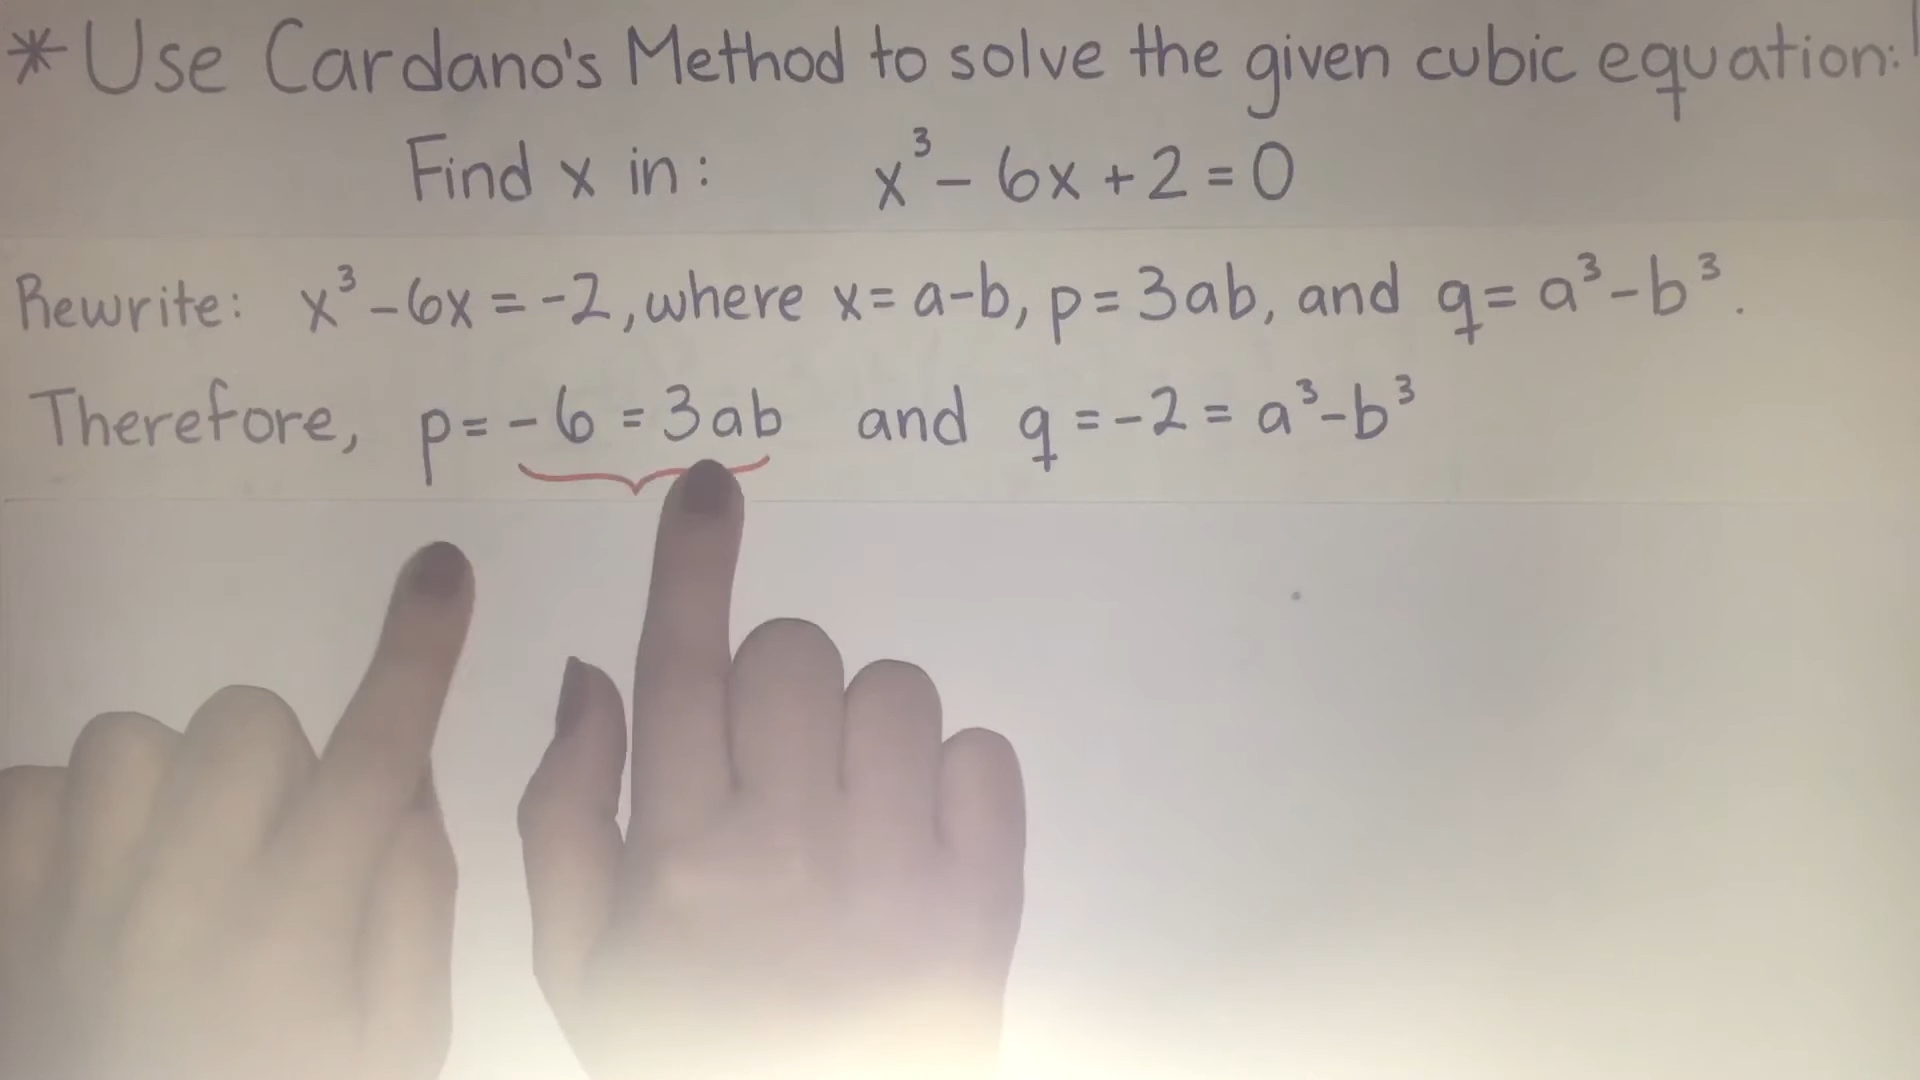 *Use Cardano's Method to solve the given cubic equation:
Find x in: x³ - 6x + 2 = 0
Rewrite: x³ - 6x = -2, where x = a-b, p = 3ab, and q = a³ - b³.
Therefore, p = -6 = 3ab and q = -2 = a³ - b³